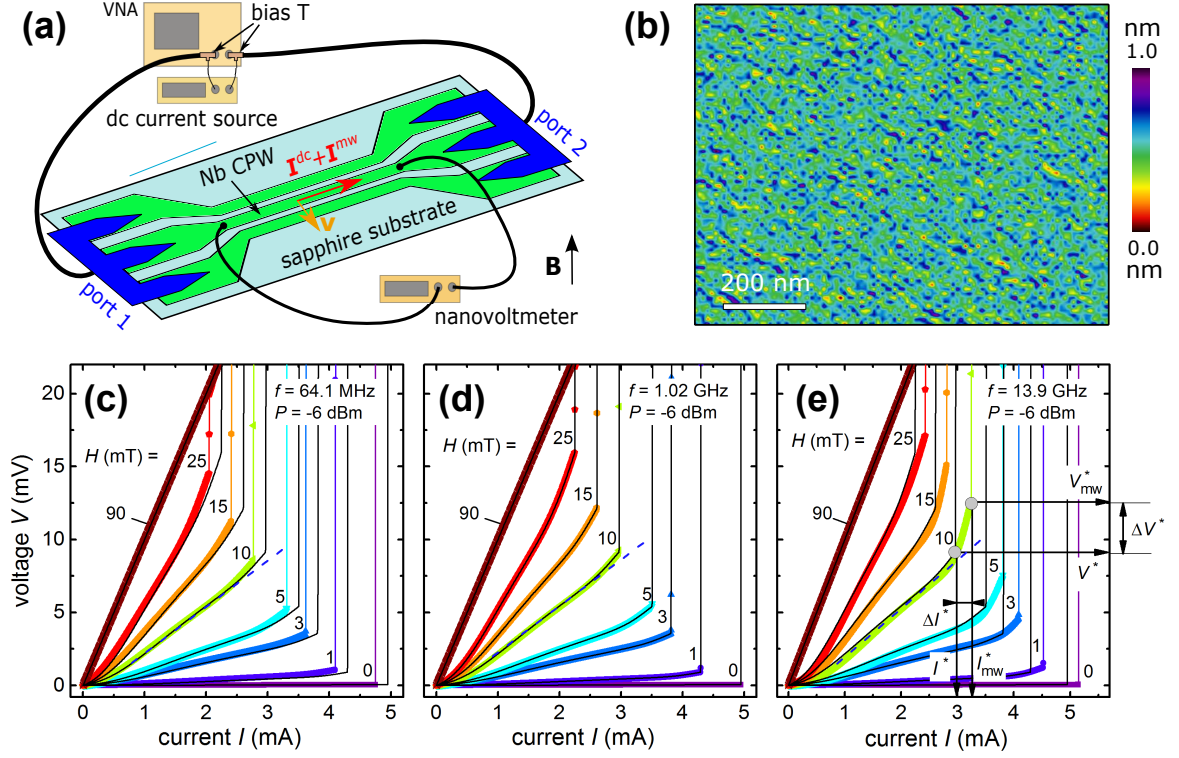 (a)
VNA
bias T
dc current source
port 2
Nb CPW
I^dc+I^mw
v
sapphire substrate
B
port 1
nanovoltmeter
(b)
nm
1.0
0.0
nm
200 nm
voltage V (mV)
20
15
10
5
0
(c)
f = 64.1 MHz
P = -6 dBm
H (mT) =
25
90
15
10
5
3
1
0
0 1 2 3 4 5
current I (mA)
(d)
f = 1.02 GHz
P = -6 dBm
H (mT) =
25
90
15
10
5
3
1
0
0 1 2 3 4 5
current I (mA)
(e)
f = 13.9 GHz
P = -6 dBm
H (mT) =
25
90
15
10
5
3
1
0
V*mw
ΔV*
V*
ΔI*
I*
I*mw
0 1 2 3 4 5
current I (mA)